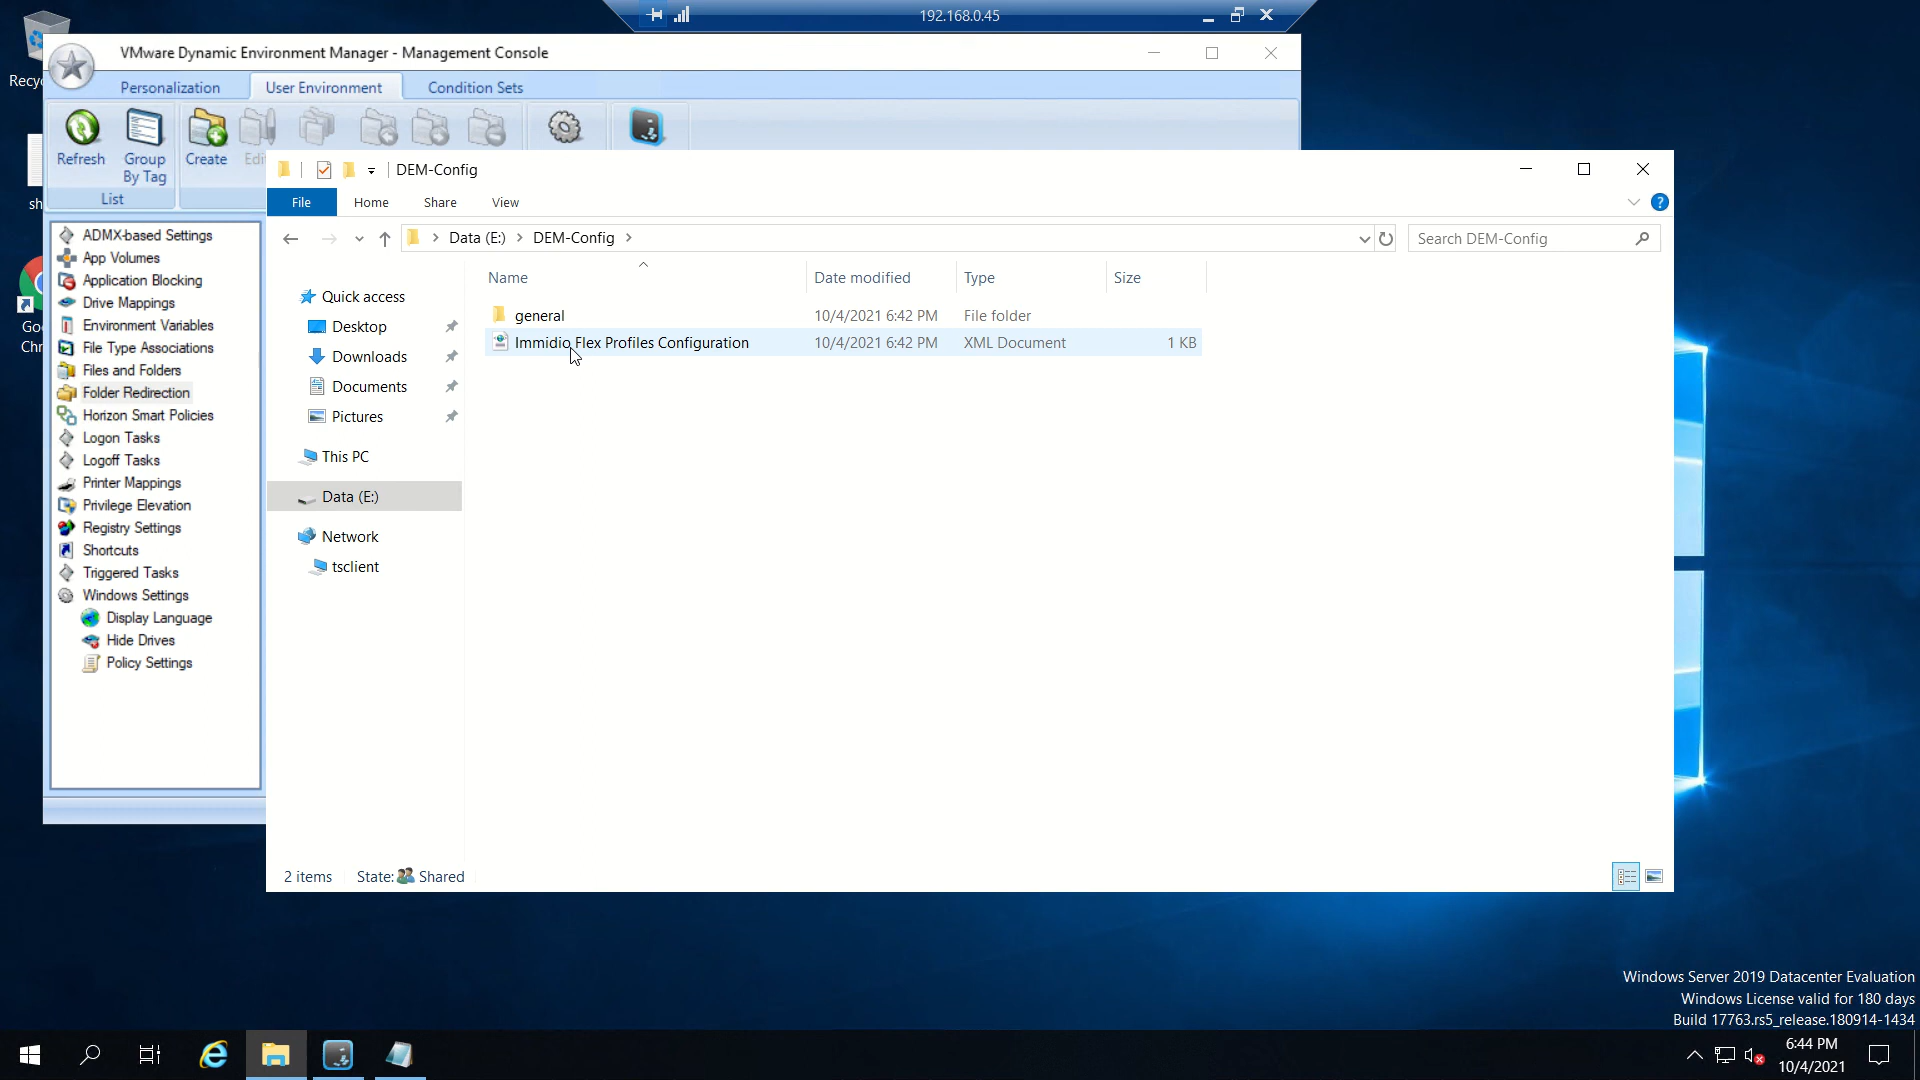 192.168.0.45
VMware Dynamic Environment Manager - Management Console
Personalization
User Environment
Condition Sets
Refresh
Group
By Tag
Create
List
ADMX-based Settings
App Volumes
Application Blocking
Drive Mappings
Environment Variables
File Type Associations
Files and Folders
Folder Redirection
Horizon Smart Policies
Logon Tasks
Logoff Tasks
Printer Mappings
Privilege Elevation
Registry Settings
Shortcuts
Triggered Tasks
Windows Settings
Display Language
Hide Drives
Policy Settings
DEM-Config
File
Home
Share
View
Data (E:)
DEM-Config
Search DEM-Config
Name
Date modified
Type
Size
general
10/4/2021 6:42 PM
File folder
Immidio Flex Profiles Configuration
10/4/2021 6:42 PM
XML Document
1 KB
Quick access
Desktop
Downloads
Documents
Pictures
This PC
Data (E:)
Network
tsclient
2 items
State: Shared
Windows Server 2019 Datacenter Evaluation
Windows License valid for 180 days
Build 17763.rs5_release.180914-1434
6:44 PM
10/4/2021